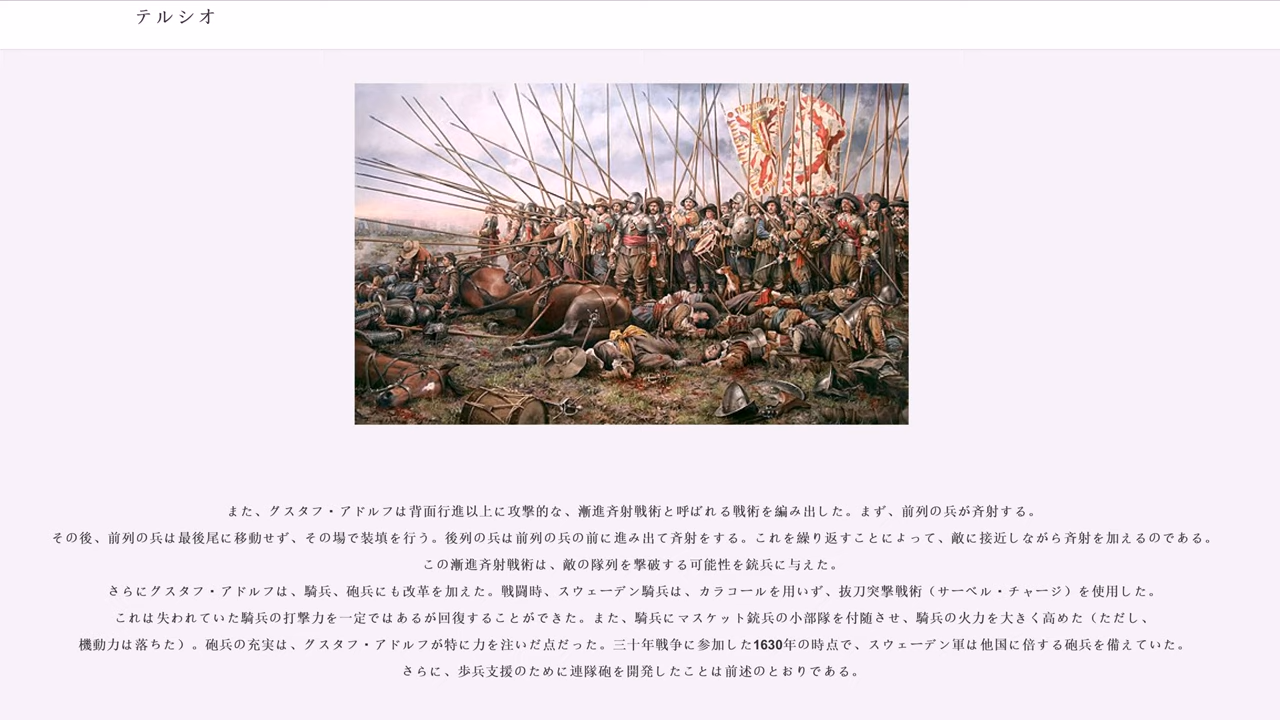 テルシオ
また、グスタフ・アドルフは背面行進以上に攻撃的な、漸進斉射戦術と呼ばれる戦術を編み出した。まず、前列の兵が斉射する。
その後、前列の兵は最後尾に移動せず、その場で装填を行う。後列の兵は前列の兵の前に進み出て斉射をする。これを繰り返すことによって、敵に接近しながら斉射を加えるのである。
この漸進斉射戦術は、敵の隊列を撃破する可能性を銃兵に与えた。
さらにグスタフ・アドルフは、騎兵、砲兵にも改革を加えた。戦闘時、スウェーデン騎兵は、カラコールを用いず、抜刀突撃戦術（サーベル・チャージ）を使用した。
これは失われていた騎兵の打撃力を一定ではあるが回復することができた。また、騎兵にマスケット銃兵の小部隊を付随させ、騎兵の火力を大きく高めた（ただし、
機動力は落ちた）。砲兵の充実は、グスタフ・アドルフが特に力を注いだ点だった。三十年戦争に参加した1630年の時点で、スウェーデン軍は他国に倍する砲兵を備えていた。
さらに、歩兵支援のために連隊砲を開発したことは前述のとおりである。